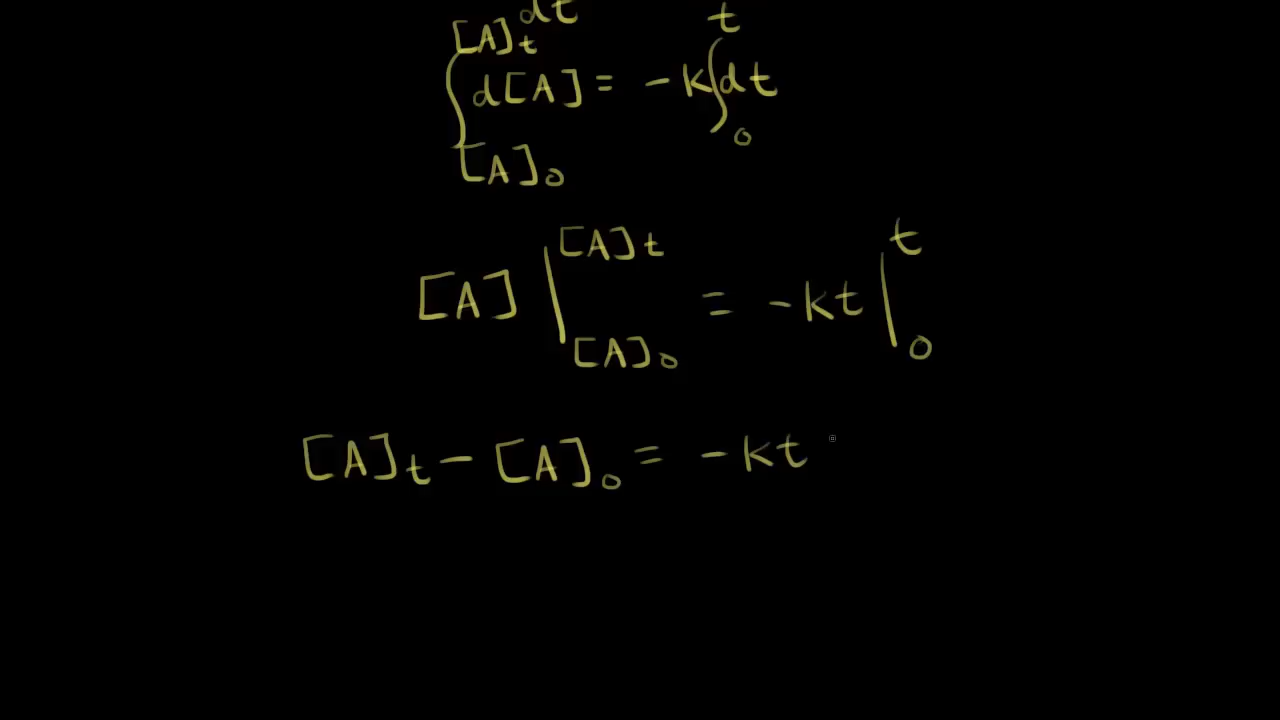 dt
[A]t t
∫ d[A] = -k ∫ dt
[A]0 0
[A]t t
[A] | = -kt |
[A]0 0
[A]t - [A]0 = -kt